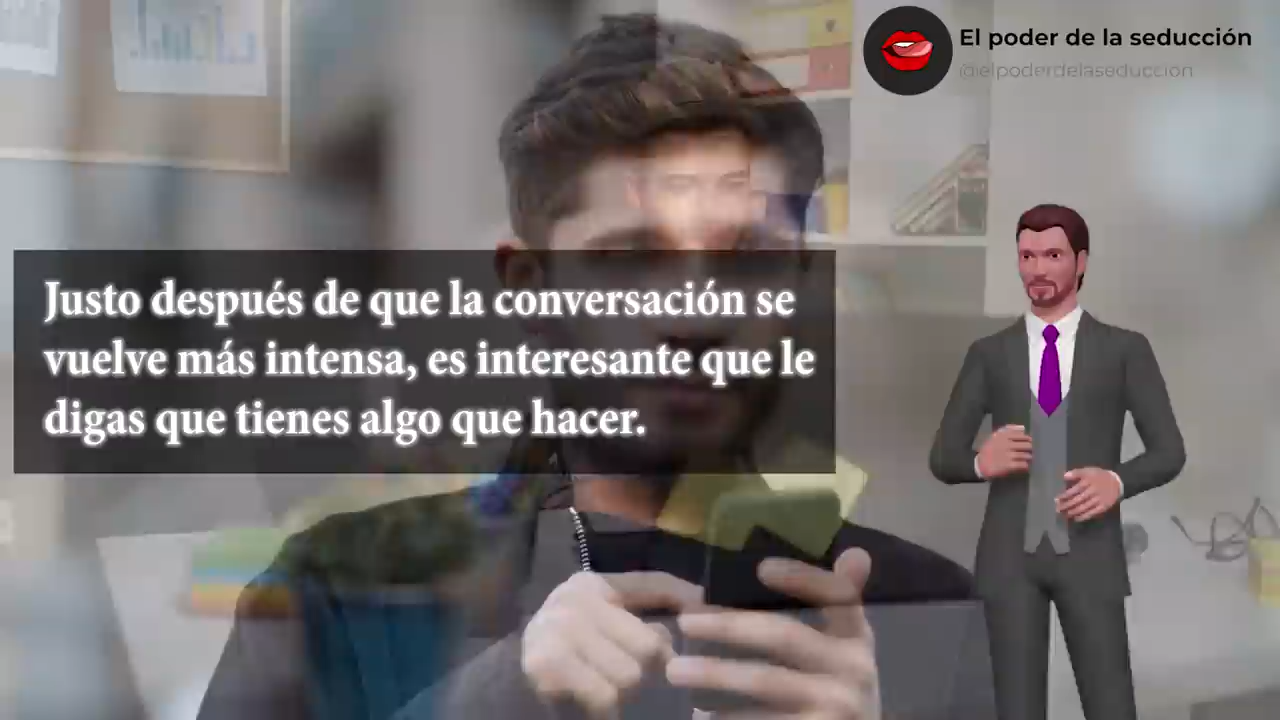 El poder de la seducción
@elpoderdelaseduccion
Justo después de que la conversación se
vuelve más intensa, es interesante que le
digas que tienes algo que hacer.